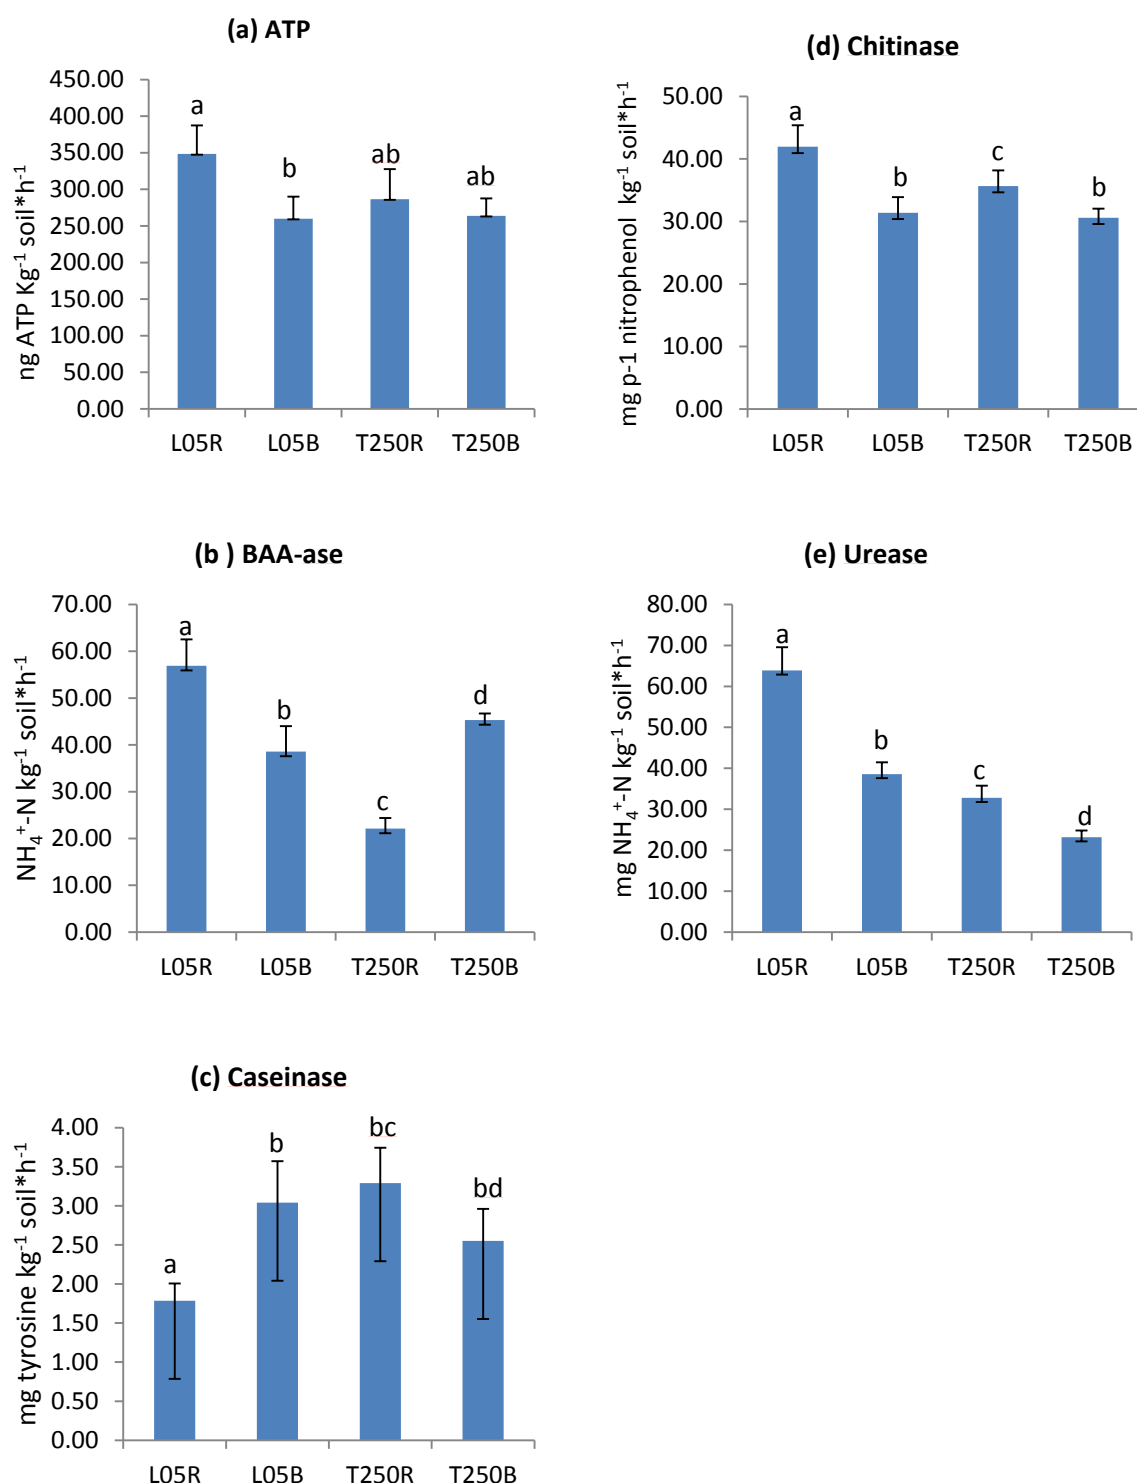 (a) ATP
ng ATP Kg⁻¹ soil*h⁻¹
450.00
400.00
350.00
300.00
250.00
200.00
150.00
100.00
50.00
0.00
a
b
ab
ab
L05R L05B T250R T250B
(d) Chitinase
mg p-1 nitrophenol kg⁻¹ soil*h⁻¹
50.00
40.00
30.00
20.00
10.00
0.00
a
b
c
b
L05R L05B T250R T250B
(b ) BAA-ase
NH₄⁺-N kg⁻¹ soil*h⁻¹
70.00
60.00
50.00
40.00
30.00
20.00
10.00
0.00
a
b
c
d
L05R L05B T250R T250B
(e) Urease
mg NH₄⁺-N kg⁻¹ soil*h⁻¹
80.00
70.00
60.00
50.00
40.00
30.00
20.00
10.00
0.00
a
b
c
d
L05R L05B T250R T250B
(c) Caseinase
mg tyrosine kg⁻¹ soil*h⁻¹
4.00
3.50
3.00
2.50
2.00
1.50
1.00
0.50
0.00
a
b
bc
bd
L05R L05B T250R T250B